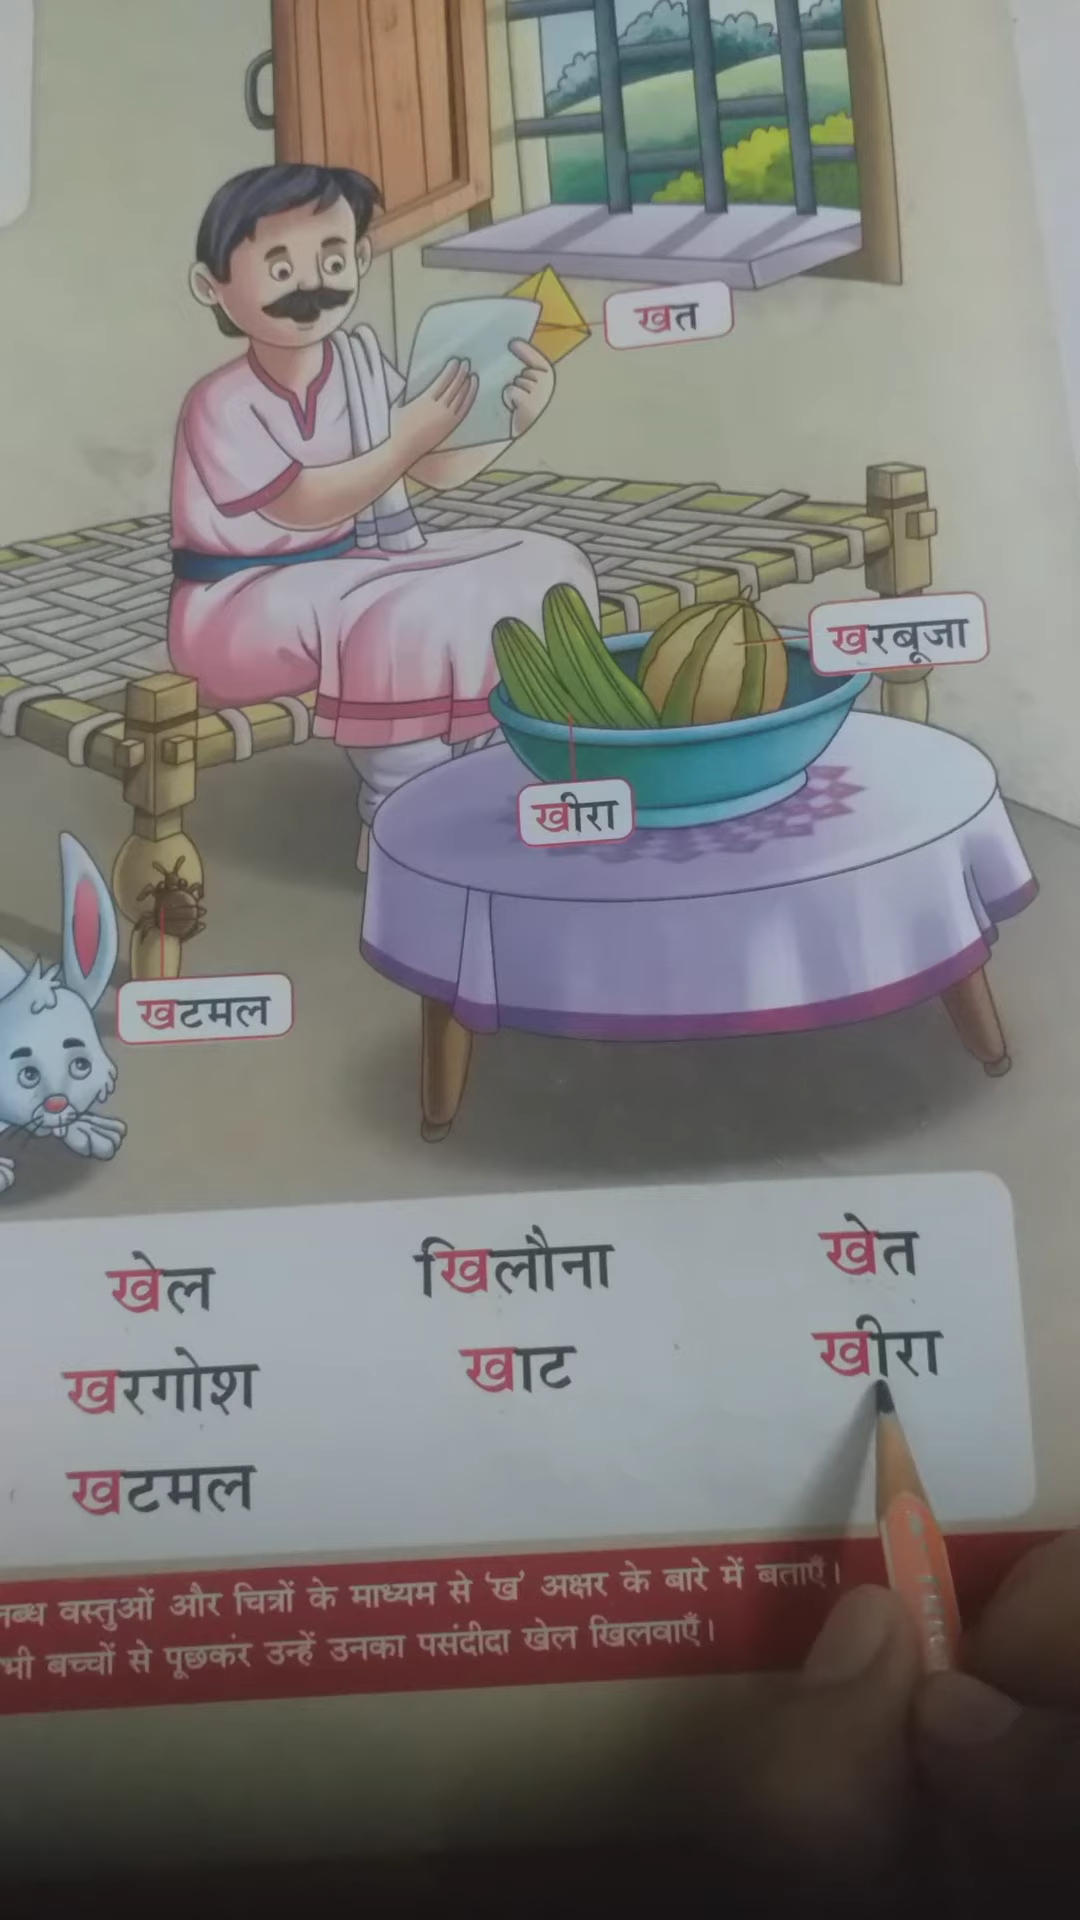 खत
खरबूजा
खीरा
खटमल
खेल खिलौना खेत
खरगोश खाट खीरा
खटमल
वस्तुओं और चित्रों के माध्यम से 'ख' अक्षर के बारे में बताएँ।
बच्चों से पूछकर उन्हें उनका पसंदीदा खेल खिलवाएँ।